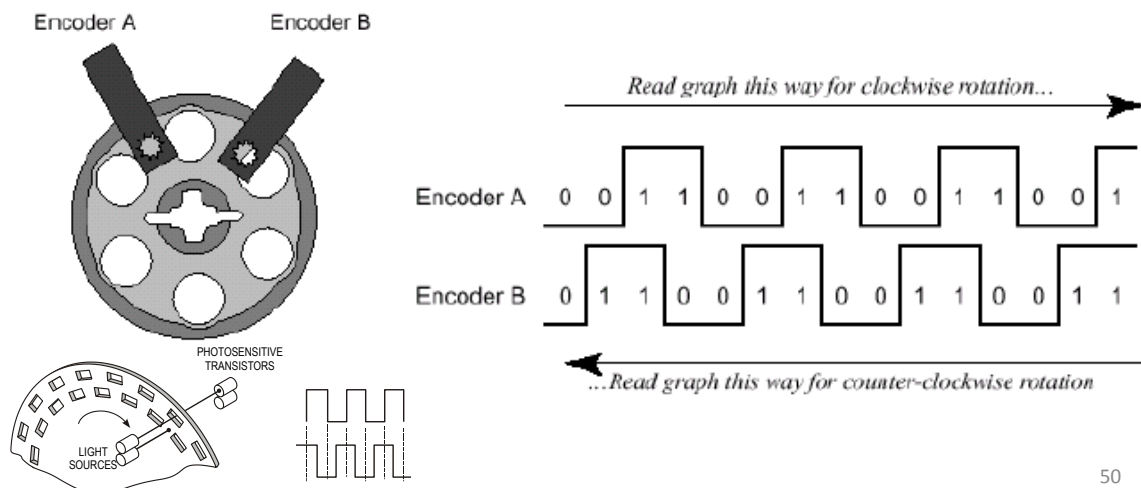 Encoder A Encoder B
Read graph this way for clockwise rotation...
Encoder A 0 0 1 1 0 0 1 1 0 0 1 1 0 0 1
Encoder B 0 1 1 0 0 1 1 0 0 1 1 0 0 1 1
...Read graph this way for counter-clockwise rotation
PHOTOSENSITIVE
TRANSISTORS
LIGHT
SOURCES
50